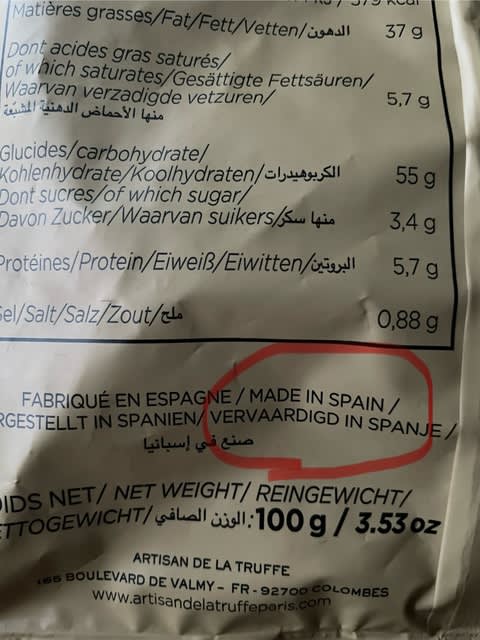 Matières grasses/Fat/Fett/Vetten/الدهون 37 g
Dont acides gras saturés/
of which saturates/Gesättigte Fettsäuren/
Waarvan verzadigde vetzuren/ 5,7 g
منها الأحماض الدهنية المشبّعة
Glucides/carbohydrate/
Kohlenhydrate/Koolhydraten/الكربوهيدرات 55 g
Dont sucres/of which sugar/
Davon Zucker/Waarvan suikers/منها سكر 3,4 g
Protéines/Protein/Eiweiß/Eiwitten/البروتين 5,7 g
Sel/Salt/Salz/Zout/ملح 0,88 g
FABRIQUÉ EN ESPAGNE / MADE IN SPAIN /
RGESTELLT IN SPANIEN/ VERVAARDIGD IN SPANJE /
صنع في إسبانيا
OIDS NET/ NET WEIGHT/ REINGEWICHT/
ETTOGEWICHT/الوزن الصافي: 100 g / 3.53 oz
ARTISAN DE LA TRUFFE
BOULEVARD DE VALMY - FR - 92700 COLOMBES
www.artisandelatruffeparis.com